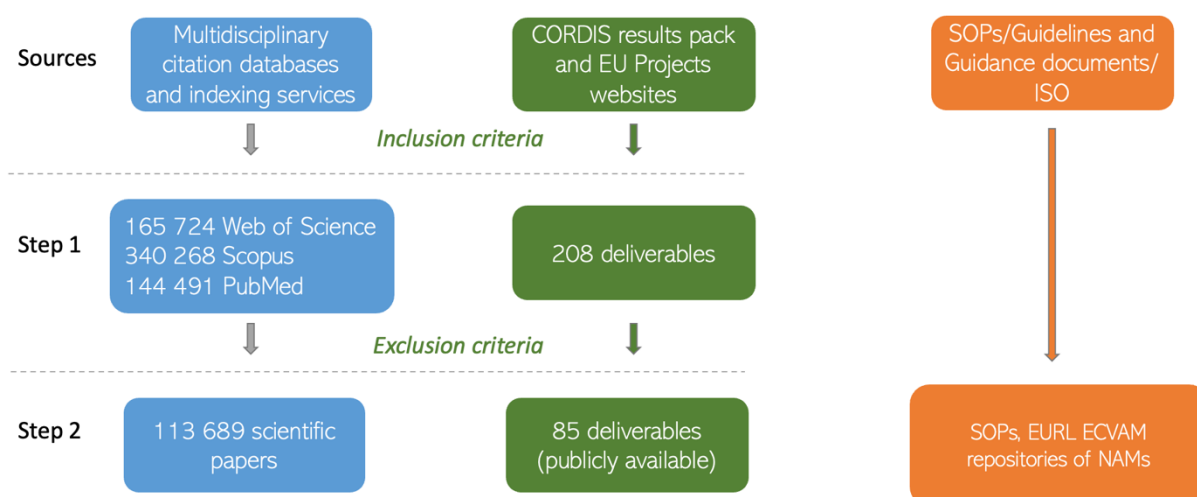 Sources
Multidisciplinary
citation databases
and indexing services
CORDIS results pack
and EU Projects
websites
SOPs/Guidelines and
Guidance documents/
ISO
Inclusion criteria
Step 1
165 724 Web of Science
340 268 Scopus
144 491 PubMed
208 deliverables
Exclusion criteria
Step 2
113 689 scientific
papers
85 deliverables
(publicly available)
SOPs, EURL ECVAM
repositories of NAMs